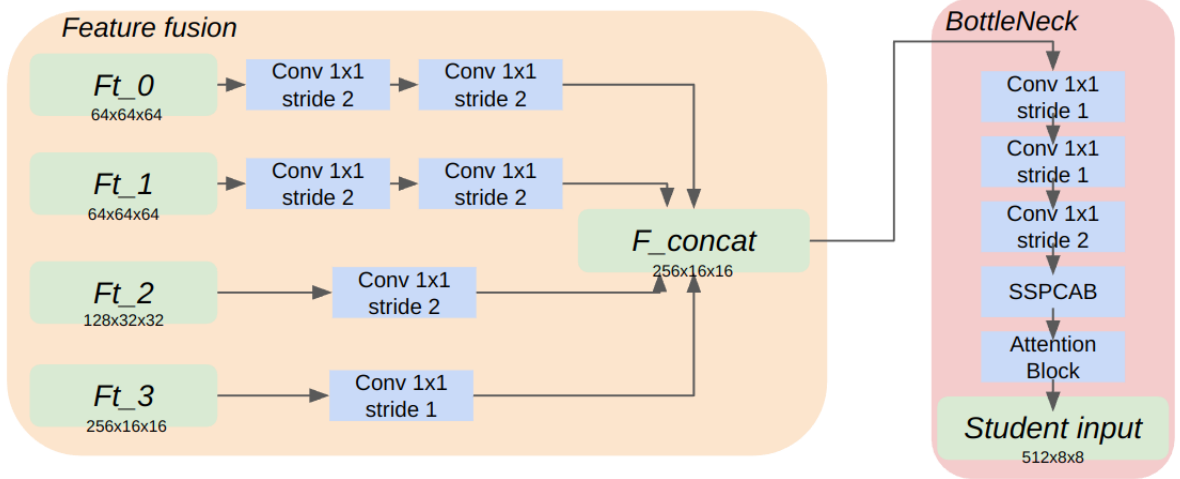 Feature fusion
Ft_0
64x64x64
Conv 1x1
stride 2
Conv 1x1
stride 2
Ft_1
64x64x64
Conv 1x1
stride 2
Conv 1x1
stride 2
F_concat
256x16x16
Ft_2
128x32x32
Conv 1x1
stride 2
Ft_3
256x16x16
Conv 1x1
stride 1
BottleNeck
Conv 1x1
stride 1
Conv 1x1
stride 1
Conv 1x1
stride 2
SSPCAB
Attention
Block
Student input
512x8x8